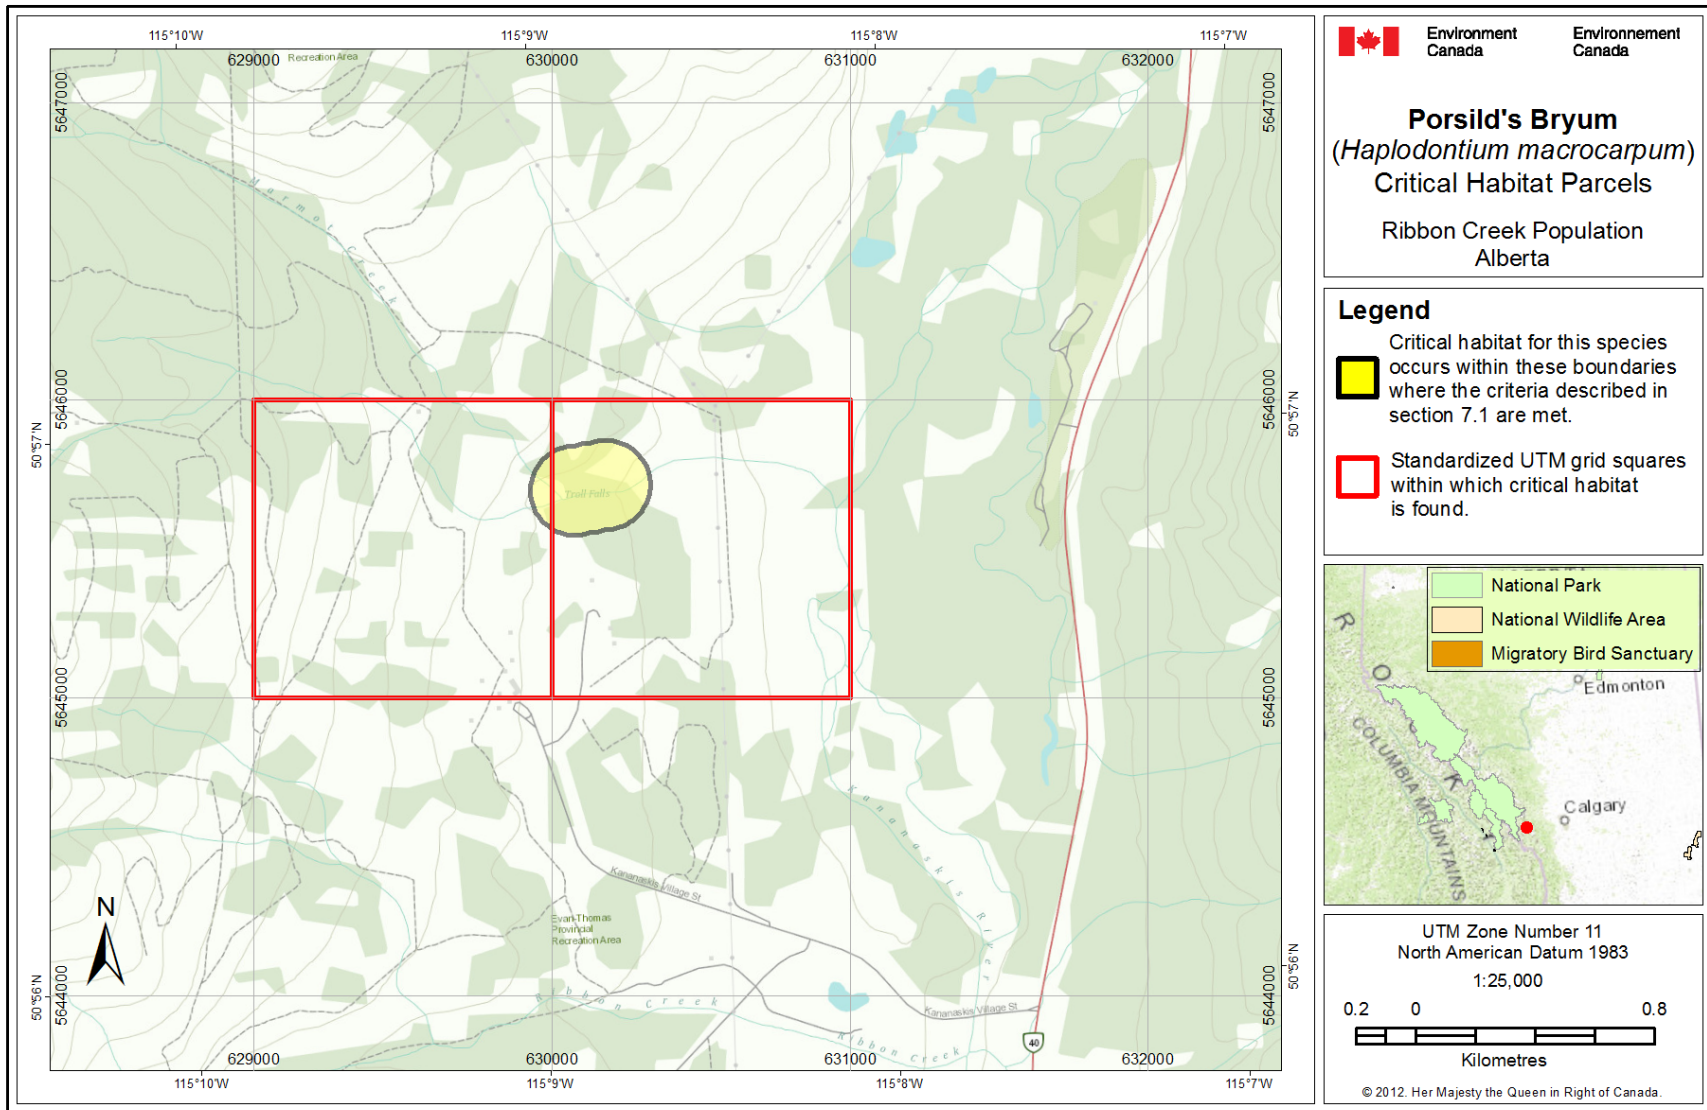 115°10'W 115°9'W 115°8'W 115°7'W
629000 630000 631000 632000
Recreation Area
5647000 5647000
Marmot Creek
5646000 5646000
50°57'N 50°57'N
Troll Falls
5645000 5645000
Kananaskis River
Kananaskis Village St
Evan-Thomas
Provincial
Recreation Area
50°56'N 50°56'N
5644000 5644000
Ribbon Creek
Kananaskis Village St
Ribbon Creek
40
N
629000 630000 631000 632000
115°10'W 115°9'W 115°8'W 115°7'W
Environment
Canada
Environnement
Canada
Porsild's Bryum
(Haplodontium macrocarpum)
Critical Habitat Parcels
Ribbon Creek Population
Alberta
Legend
Critical habitat for this species
occurs within these boundaries
where the criteria described in
section 7.1 are met.
Standardized UTM grid squares
within which critical habitat
is found.
National Park
National Wildlife Area
Migratory Bird Sanctuary
R O K
COLUMBIA MOUNTAINS
Edmonton
Calgary
UTM Zone Number 11
North American Datum 1983
1:25,000
0.2 0 0.8
Kilometres
© 2012. Her Majesty the Queen in Right of Canada.